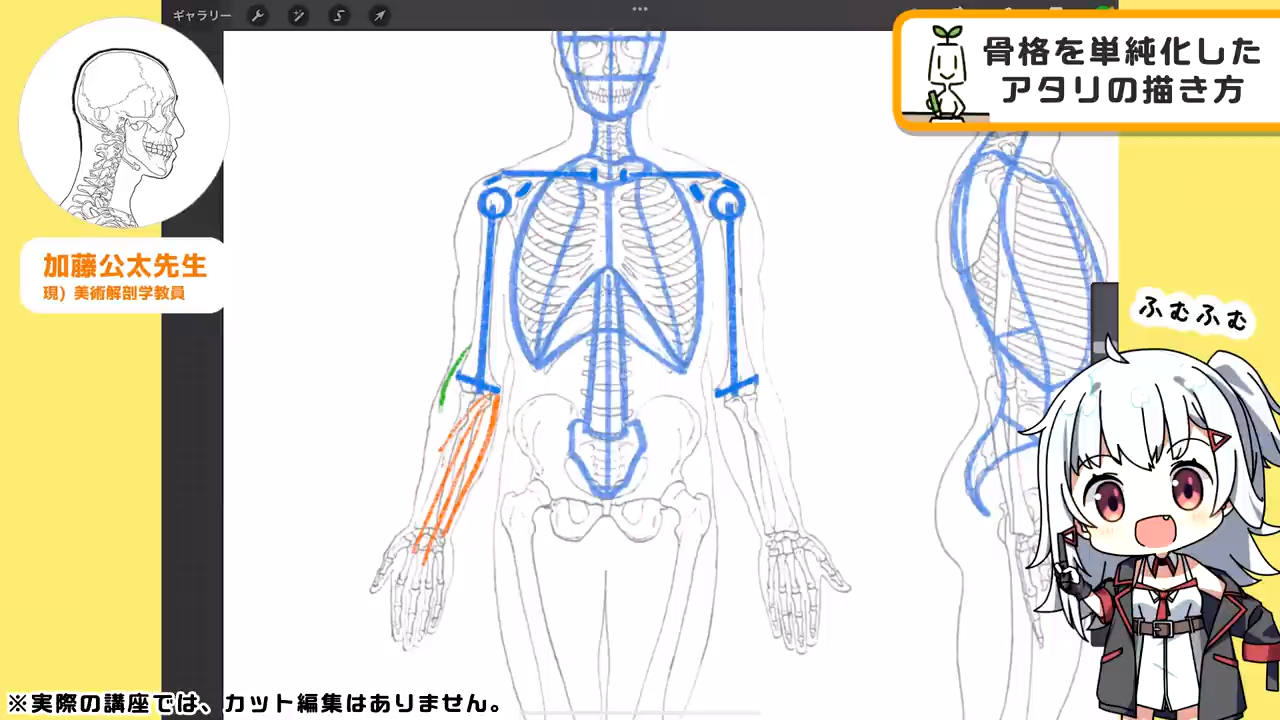 ギャラリー
骨格を単純化した
アタリの描き方
加藤公太先生
現）美術解剖学教員
ふむふむ
※実際の講座では、カット編集はありません。